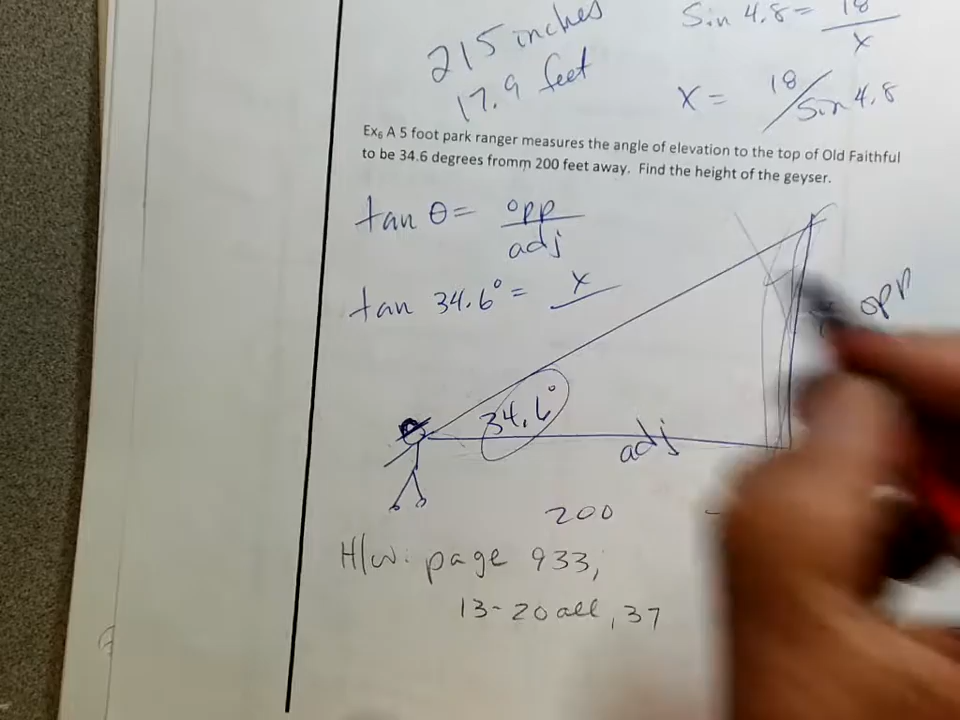 215 inches
17.9 feet
Sin 4.8 = 18
x
x = 18/Sin 4.8
Ex6 A 5 foot park ranger measures the angle of elevation to the top of Old Faithful
to be 34.6 degrees fromm 200 feet away. Find the height of the geyser.
tan θ = opp
adj
tan 34.6° = x
opp
34.6°
adj
200
H/w: page 933,
13-20 all, 37